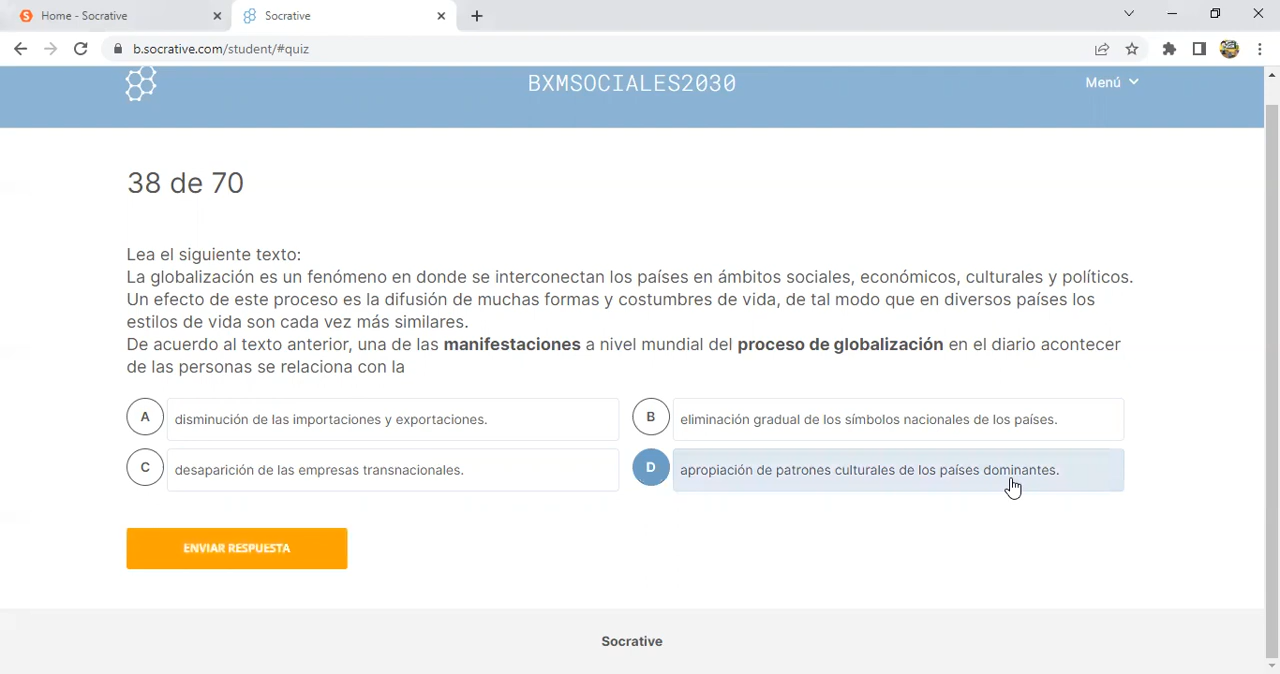 Home - Socrative
Socrative
b.socrative.com/student/#quiz
BXMSOCIALES2030
Menú
38 de 70
Lea el siguiente texto:
La globalización es un fenómeno en donde se interconectan los países en ámbitos sociales, económicos, culturales y políticos.
Un efecto de este proceso es la difusión de muchas formas y costumbres de vida, de tal modo que en diversos países los
estilos de vida son cada vez más similares.
De acuerdo al texto anterior, una de las manifestaciones a nivel mundial del proceso de globalización en el diario acontecer
de las personas se relaciona con la
A disminución de las importaciones y exportaciones.
B eliminación gradual de los símbolos nacionales de los países.
C desaparición de las empresas transnacionales.
D apropiación de patrones culturales de los países dominantes.
ENVIAR RESPUESTA
Socrative